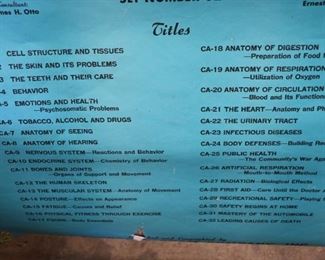 Consultant:
James H. Otto
SET NUMBER
Ernest
Titles
CELL STRUCTURE AND TISSUES
-2 THE SKIN AND ITS PROBLEMS
-3 THE TEETH AND THEIR CARE
-4 BEHAVIOR
-5 EMOTIONS AND HEALTH
—Psychosomatic Problems
CA-6 TOBACCO, ALCOHOL AND DRUGS
CA-7 ANATOMY OF SEEING
CA-8 ANATOMY OF HEARING
CA-9 NERVOUS SYSTEM—Reactions and Behavior
CA-10 ENDOCRINE SYSTEM—Chemistry of Behavior
CA-11 BONES AND JOINTS
—Organs of Support and Movement
CA-12 THE HUMAN SKELETON
CA-13 THE MUSCULAR SYSTEM—Anatomy of Movement
CA-14 POSTURE—Effects on Appearance
CA-15 FATIGUE—Causes and Relief
CA-16 PHYSICAL FITNESS THROUGH EXERCISE
CA-17 Body Essentials
CA-18 ANATOMY OF DIGESTION
—Preparation of Food
CA-19 ANATOMY OF RESPIRATION
—Utilization of Oxygen
CA-20 ANATOMY OF CIRCULATION
—Blood and Its Functions
CA-21 THE HEART—Anatomy and
CA-22 THE URINARY TRACT
CA-23 INFECTIOUS DISEASES
CA-24 BODY DEFENSES—Building
CA-25 PUBLIC HEALTH
—The Community's War
CA-26 ARTIFICIAL RESPIRATION
—Mouth-to-Mouth Method
CA-27 RADIATION—Biological Effects
CA-28 FIRST AID—Care Until the Doctor
CA-29 RECREATIONAL SAFETY—Playing
CA-30 SAFETY BEGINS AT HOME
CA-31 MASTERY OF THE AUTOMOBILE
CA-32 LEADING CAUSES OF DEATH